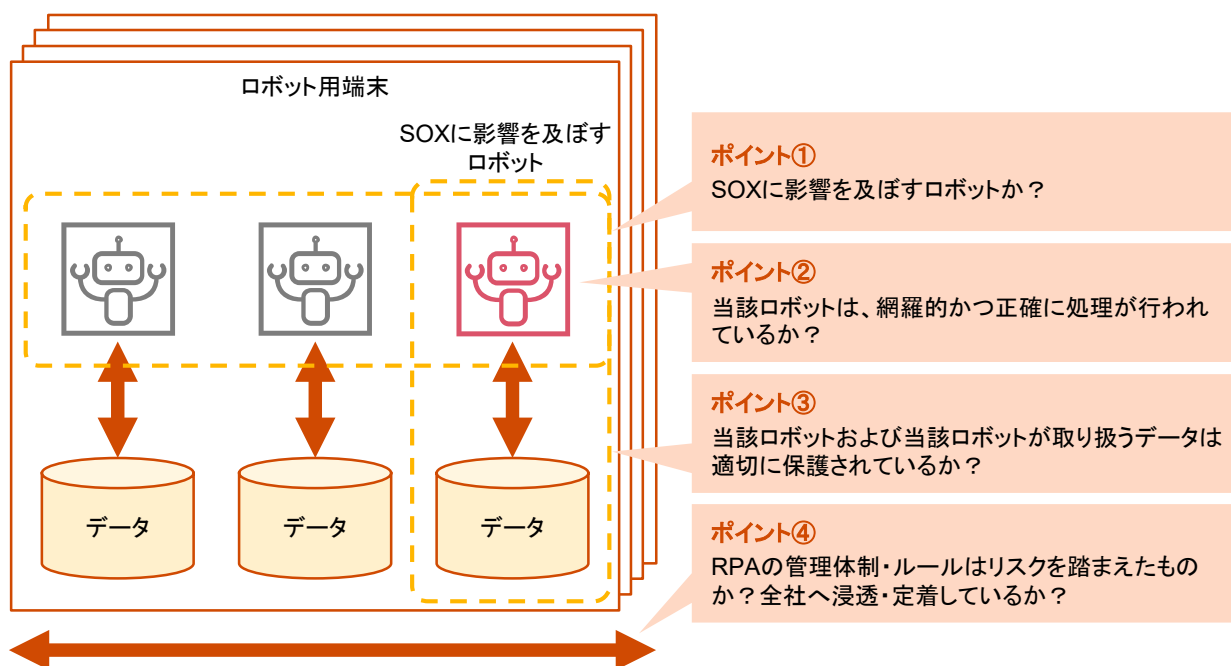 ロボット用端末
SOXに影響を及ぼす
ロボット
データ
データ
データ
ポイント①
SOXに影響を及ぼすロボットか？
ポイント②
当該ロボットは、網羅的かつ正確に処理が行われ
ているか？
ポイント③
当該ロボットおよび当該ロボットが取り扱うデータは
適切に保護されているか？
ポイント④
RPAの管理体制・ルールはリスクを踏まえたもの
か？全社へ浸透・定着しているか？